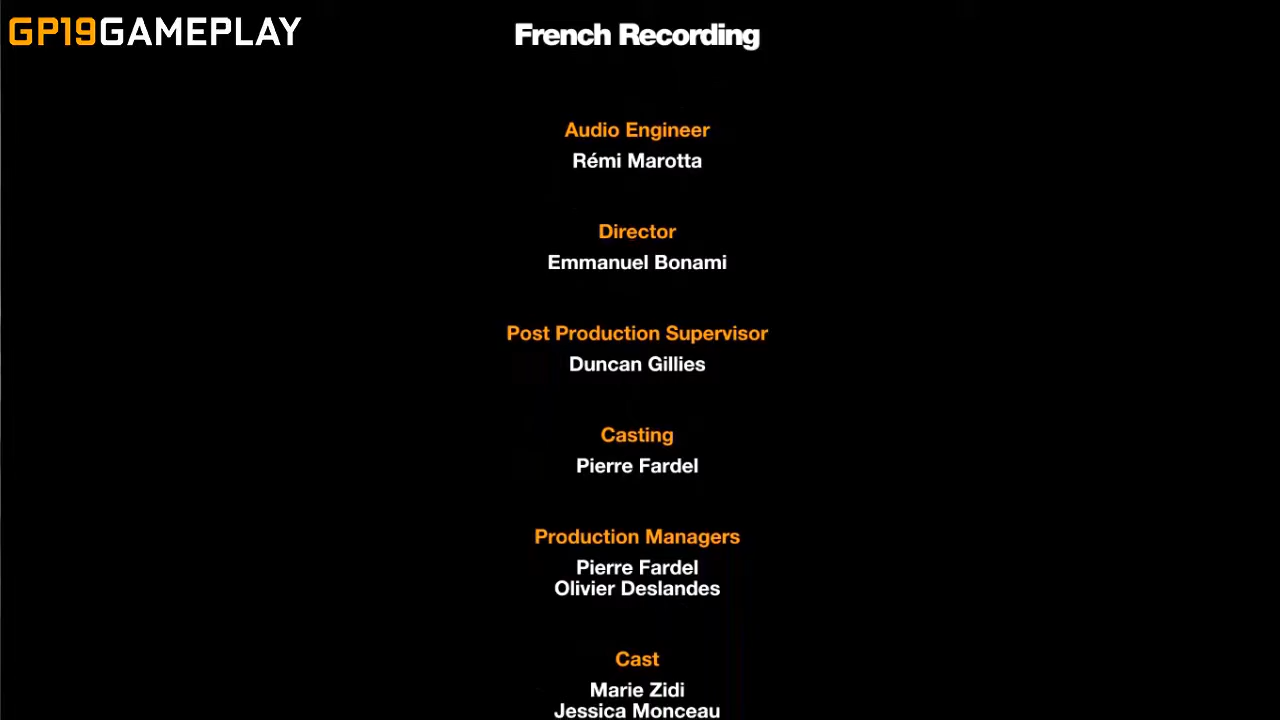 GP19GAMEPLAY
French Recording
Audio Engineer
Rémi Marotta
Director
Emmanuel Bonami
Post Production Supervisor
Duncan Gillies
Casting
Pierre Fardel
Production Managers
Pierre Fardel
Olivier Deslandes
Cast
Marie Zidi
Jessica Monceau